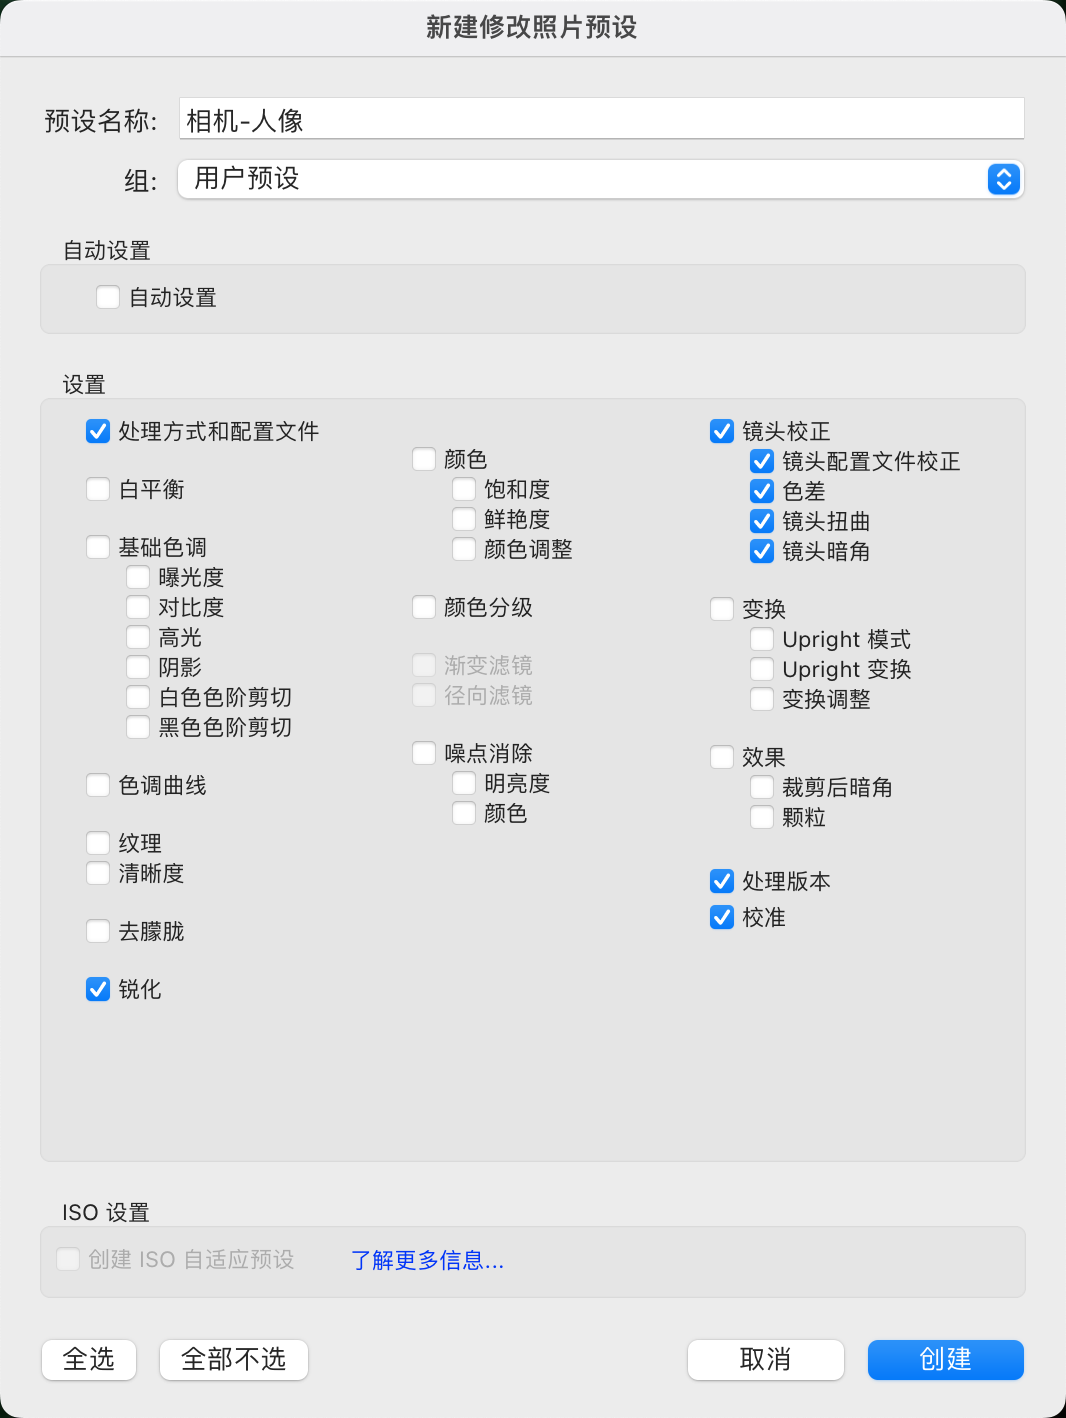 新建修改照片预设
预设名称: 相机-人像
组: 用户预设
自动设置
自动设置
设置
处理方式和配置文件
白平衡
基础色调
曝光度
对比度
高光
阴影
白色色阶剪切
黑色色阶剪切
色调曲线
纹理
清晰度
去朦胧
锐化
颜色
饱和度
鲜艳度
颜色调整
颜色分级
渐变滤镜
径向滤镜
噪点消除
明亮度
颜色
镜头校正
镜头配置文件校正
色差
镜头扭曲
镜头暗角
变换
Upright 模式
Upright 变换
变换调整
效果
裁剪后暗角
颗粒
处理版本
校准
ISO 设置
创建 ISO 自适应预设 了解更多信息...
全选 全部不选 取消 创建